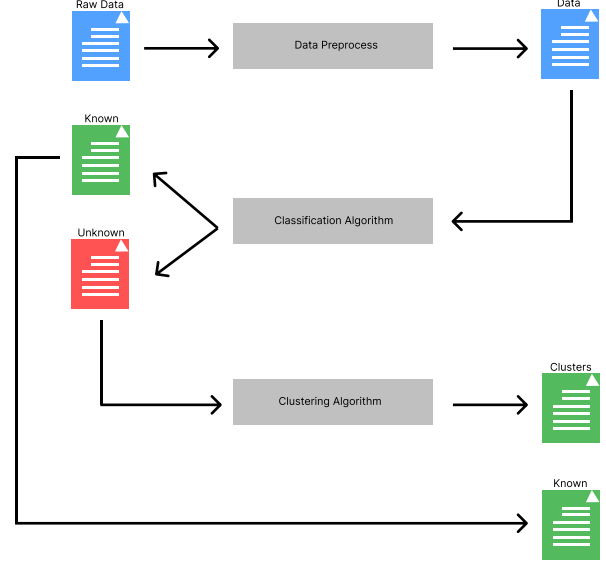 Raw Data
Data Preprocess
Data
Known
Classification Algorithm
Unknown
Clustering Algorithm
Clusters
Known